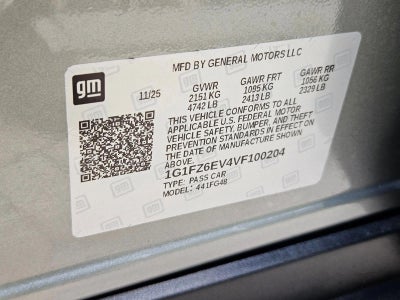 gm
MFD BY GENERAL MOTORS LLC
11/25 GVWR GAWR FRT GAWR RR
2151 KG 1095 KG 1056 KG
4742 LB 2413 LB 2329 LB
THIS VEHICLE CONFORMS TO ALL
APPLICABLE U.S. FEDERAL MOTOR
VEHICLE SAFETY, BUMPER, AND THEFT
PREVENTION STANDARDS IN EFFECT ON
THE DATE OF MANUFACTURE SHOWN
ABOVE.
1G1FZ6EV4VF100204
TYPE: PASS CAR
MODEL: 441FG48